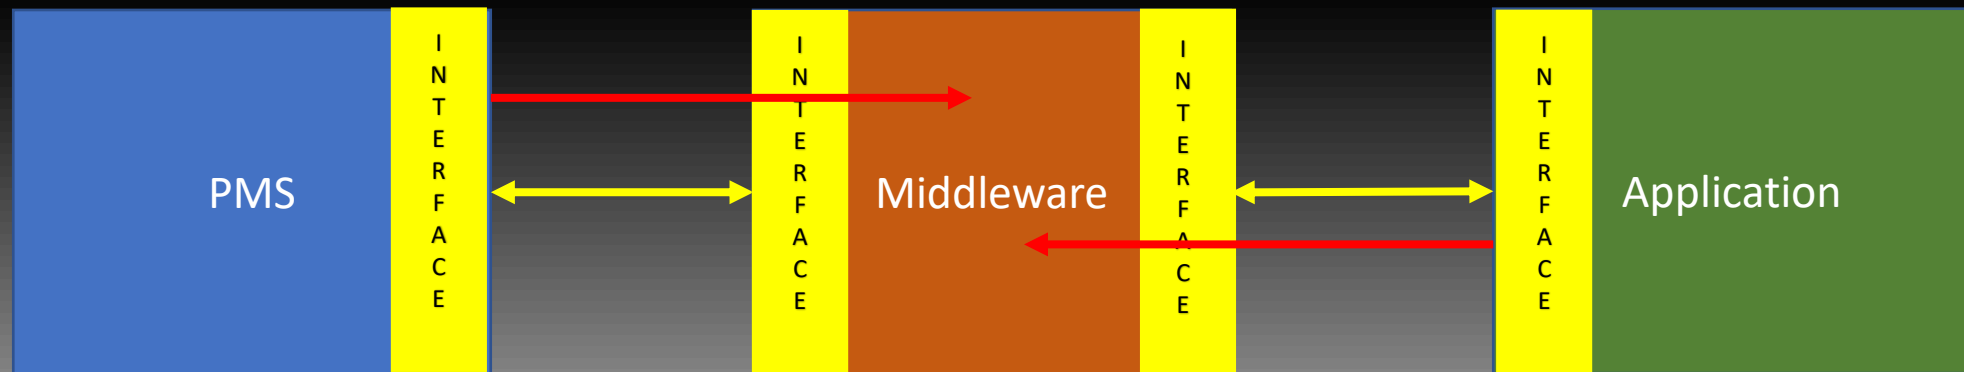 PMS
INTERFACE
INTERFACE
Middleware
INTERFACE
INTERFACE
Application